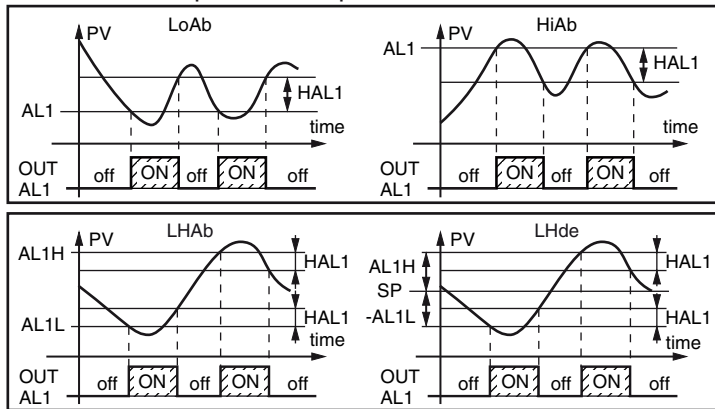 LoAb
PV
AL1
HAL1
time
OUT
AL1
off ON off ON off
HiAb
PV
AL1
HAL1
time
OUT
AL1
off ON off ON off
LHAb
PV
AL1H
HAL1
AL1L
HAL1
time
OUT
AL1
off ON off ON off
LHde
PV
AL1H
HAL1
SP
-AL1L
HAL1
time
OUT
AL1
off ON off ON off